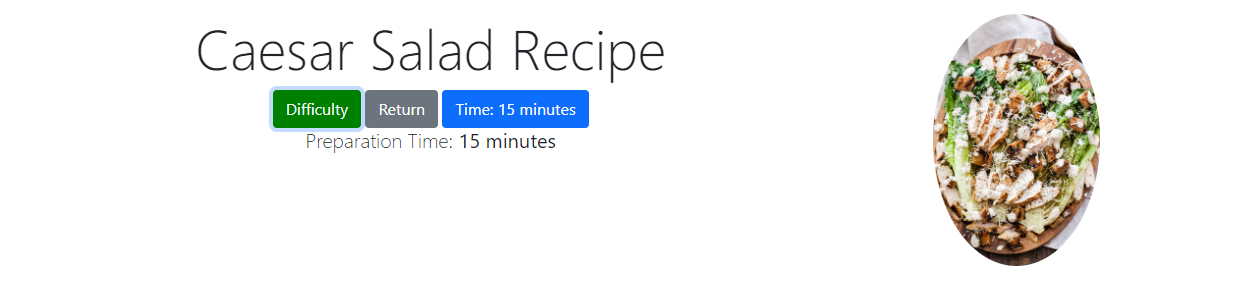 Caesar Salad Recipe
Difficulty Return Time: 15 minutes
Preparation Time: 15 minutes